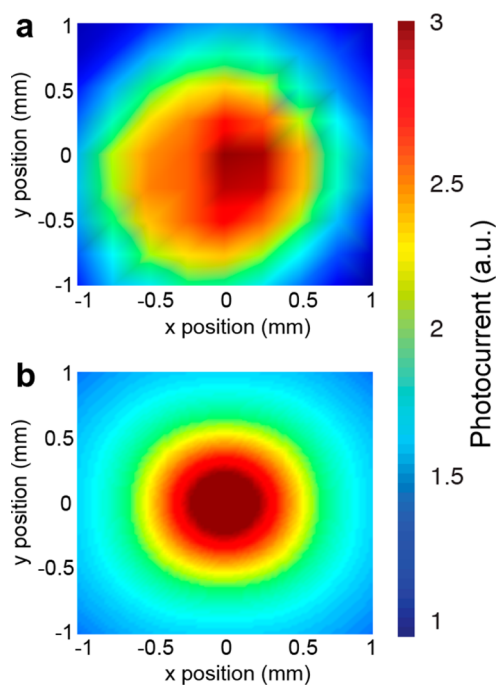 a
1
0.5
0
-0.5
-1
y position (mm)
-1 -0.5 0 0.5 1
x position (mm)
b
1
0.5
0
-0.5
-1
y position (mm)
-1 -0.5 0 0.5 1
x position (mm)
3
2.5
2
1.5
1
Photocurrent (a.u.)